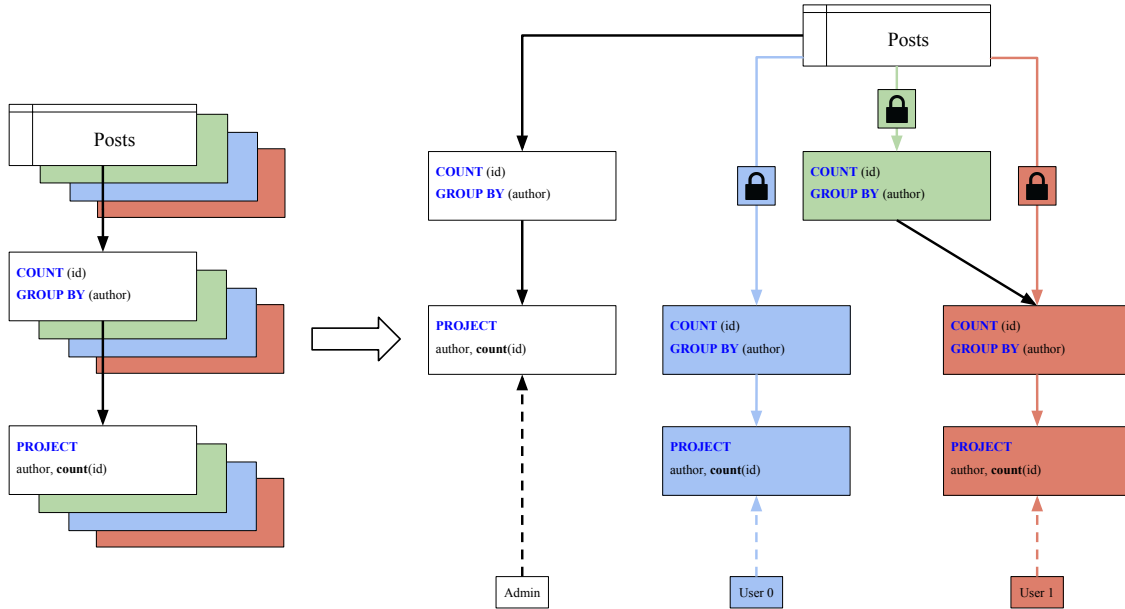 Posts
COUNT (id)
GROUP BY (author)
PROJECT
author, count(id)
Posts
COUNT (id)
GROUP BY (author)
COUNT (id)
GROUP BY (author)
PROJECT
author, count(id)
COUNT (id)
GROUP BY (author)
COUNT (id)
GROUP BY (author)
PROJECT
author, count(id)
PROJECT
author, count(id)
Admin
User 0
User 1